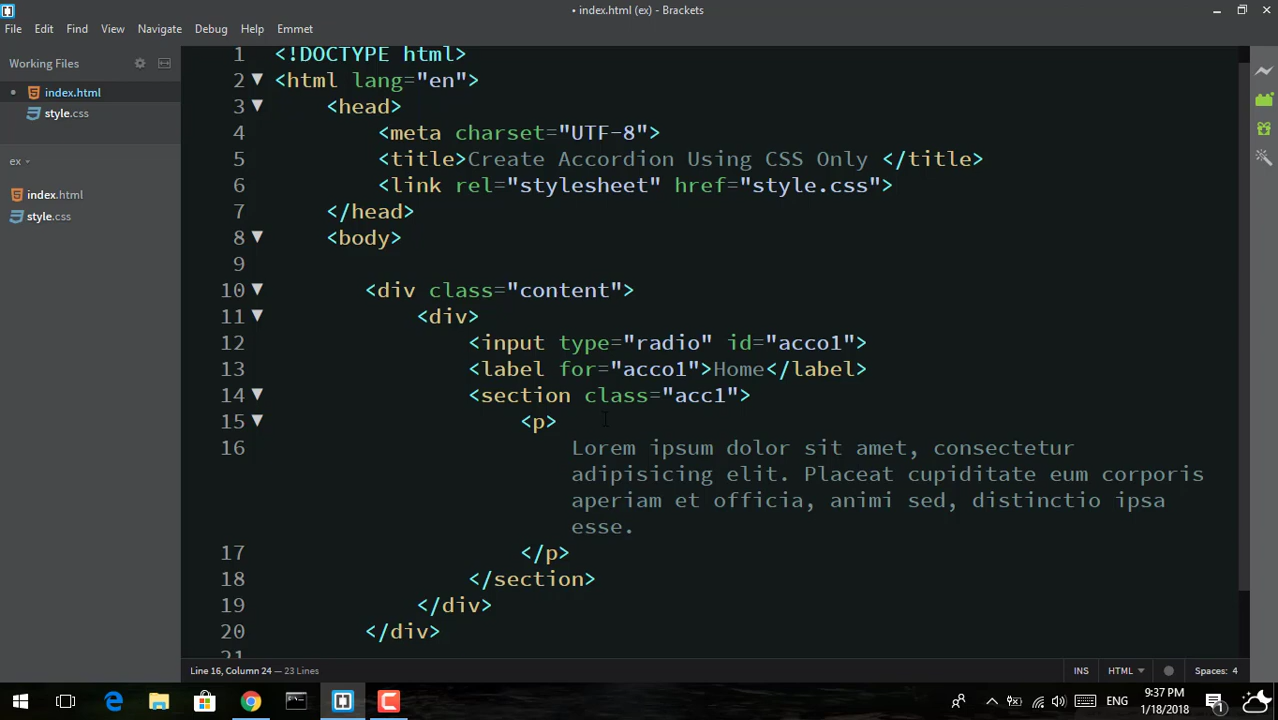 • index.html (ex) - Brackets
File Edit Find View Navigate Debug Help Emmet
Working Files
• index.html
style.css
ex
index.html
style.css
1 <!DOCTYPE html>
2 <html lang="en">
3 <head>
4 <meta charset="UTF-8">
5 <title>Create Accordion Using CSS Only </title>
6 <link rel="stylesheet" href="style.css">
7 </head>
8 <body>
9
10 <div class="content">
11 <div>
12 <input type="radio" id="acco1">
13 <label for="acco1">Home</label>
14 <section class="acc1">
15 <p>
16 Lorem ipsum dolor sit amet, consectetur
adipisicing elit. Placeat cupiditate eum corporis
aperiam et officia, animi sed, distinctio ipsa
esse.
17 </p>
18 </section>
19 </div>
20 </div>
21
Line 16, Column 24 — 23 Lines
INS HTML Spaces: 4
ENG
9:37 PM
1/18/2018
1